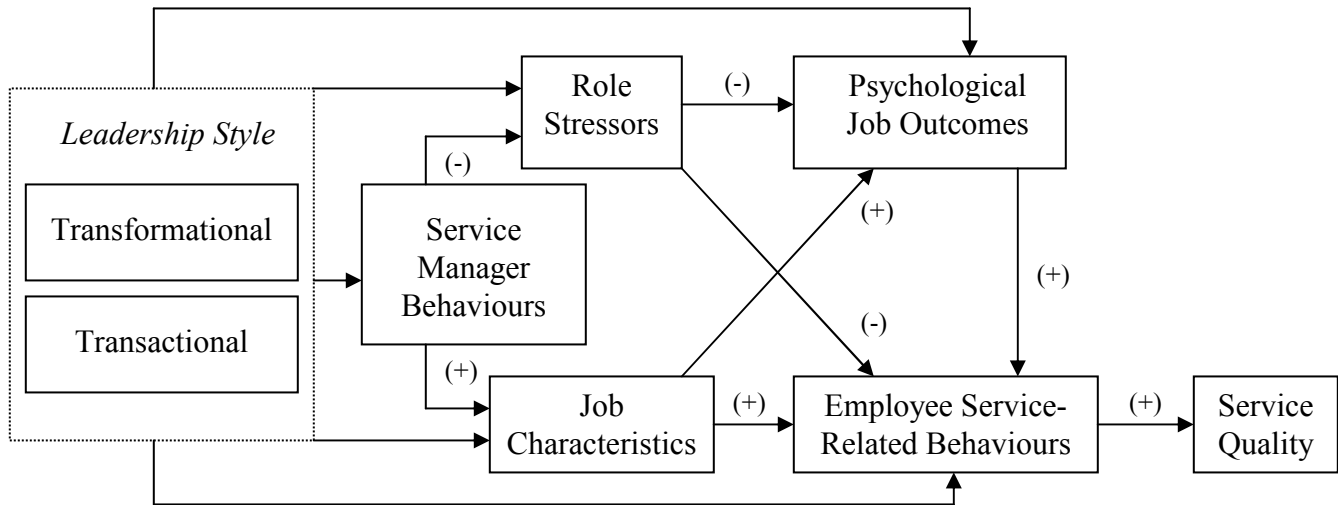 Leadership Style
Transformational
Transactional
Service
Manager
Behaviours
(-)
(+)
Role
Stressors
Job
Characteristics
(-)
(+)
(-)
(+)
Psychological
Job Outcomes
(+)
Employee Service-
Related Behaviours
(+)
Service
Quality